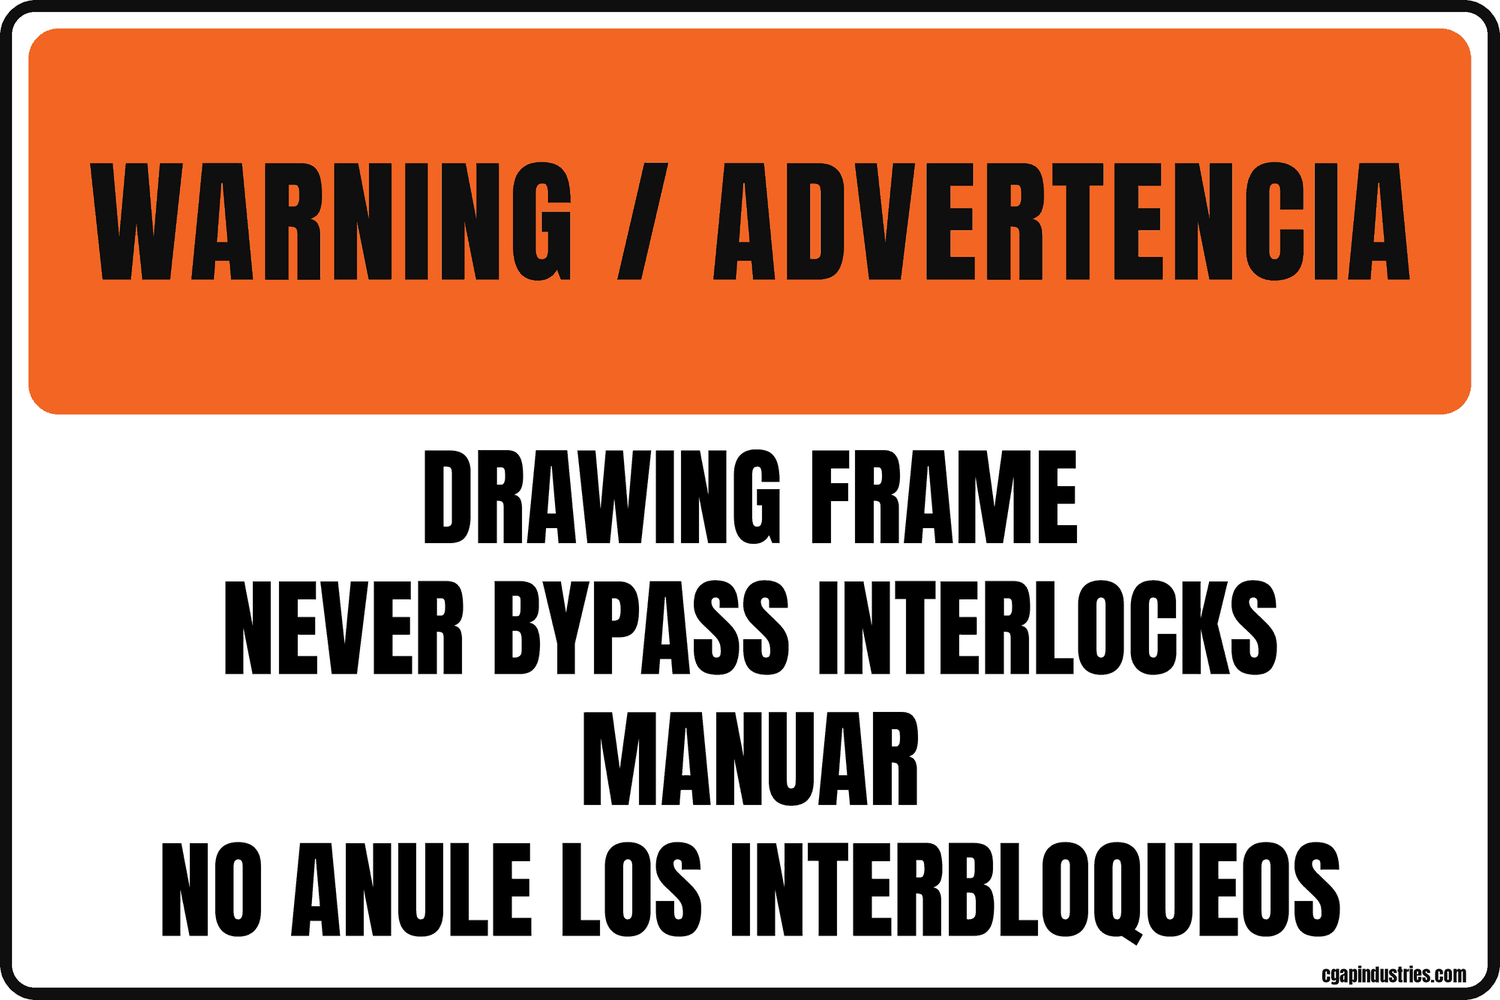 WARNING / ADVERTENCIA
DRAWING FRAME
NEVER BYPASS INTERLOCKS
MANUAR
NO ANULE LOS INTERBLOQUEOS
cgapindustries.com